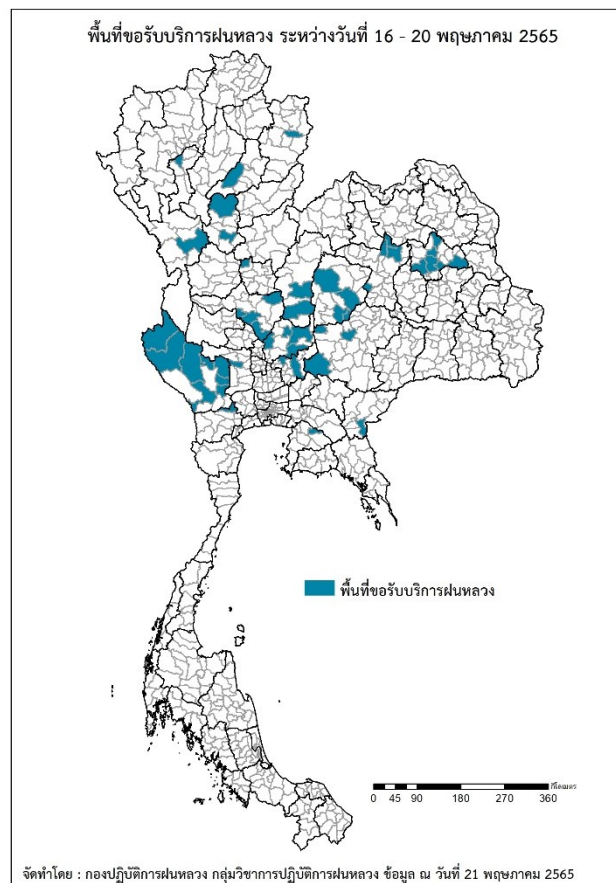 พื้นที่ขอรับบริการฝนหลวง ระหว่างวันที่ 16 - 20 พฤษภาคม 2565
พื้นที่ขอรับบริการฝนหลวง
กิโลเมตร
0 45 90 180 270 360
จัดทำโดย : กองปฏิบัติการฝนหลวง กลุ่มวิชาการปฏิบัติการฝนหลวง ข้อมูล ณ วันที่ 21 พฤษภาคม 2565